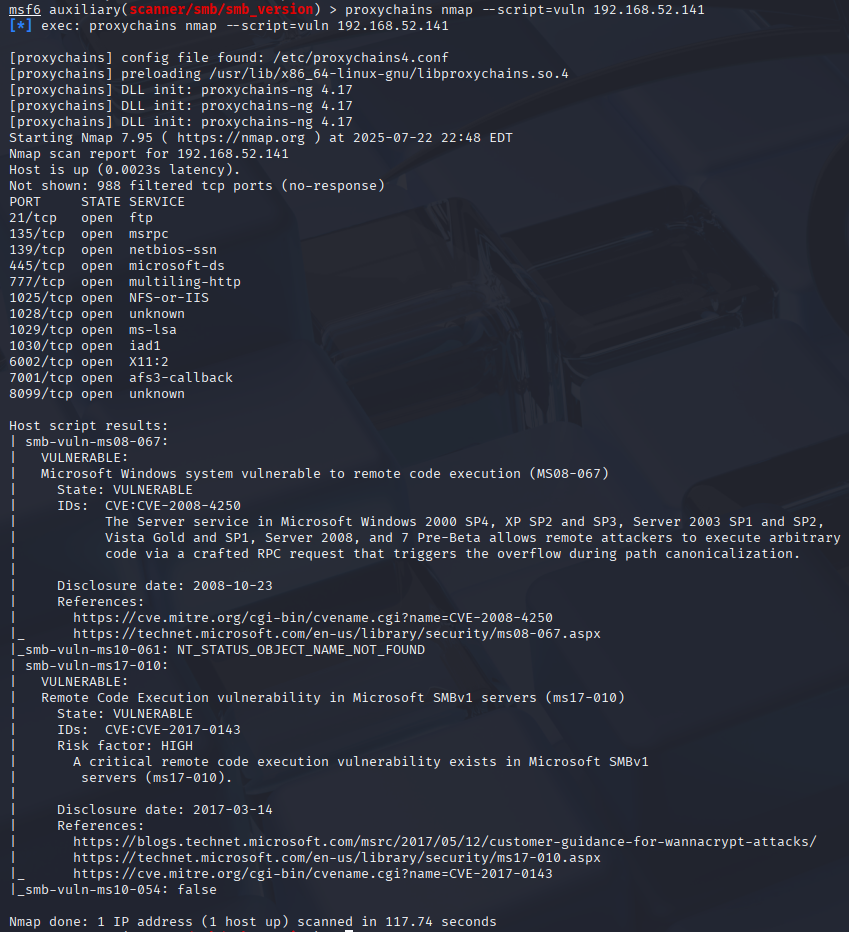 msf6 auxiliary(scanner/smb/smb_version) > proxychains nmap --script=vuln 192.168.52.141
[*] exec: proxychains nmap --script=vuln 192.168.52.141

[proxychains] config file found: /etc/proxychains4.conf
[proxychains] preloading /usr/lib/x86_64-linux-gnu/libproxychains.so.4
[proxychains] DLL init: proxychains-ng 4.17
[proxychains] DLL init: proxychains-ng 4.17
[proxychains] DLL init: proxychains-ng 4.17
Starting Nmap 7.95 ( https://nmap.org ) at 2025-07-22 22:48 EDT
Nmap scan report for 192.168.52.141
Host is up (0.0023s latency).
Not shown: 988 filtered tcp ports (no-response)
PORT     STATE SERVICE
21/tcp   open  ftp
135/tcp  open  msrpc
139/tcp  open  netbios-ssn
445/tcp  open  microsoft-ds
777/tcp  open  multiling-http
1025/tcp open  NFS-or-IIS
1028/tcp open  unknown
1029/tcp open  ms-lsa
1030/tcp open  iad1
6002/tcp open  X11:2
7001/tcp open  afs3-callback
8099/tcp open  unknown

Host script results:
| smb-vuln-ms08-067:
|   VULNERABLE:
|   Microsoft Windows system vulnerable to remote code execution (MS08-067)
|     State: VULNERABLE
|     IDs:  CVE:CVE-2008-4250
|           The Server service in Microsoft Windows 2000 SP4, XP SP2 and SP3, Server 2003 SP1 and SP2,
|           Vista Gold and SP1, Server 2008, and 7 Pre-Beta allows remote attackers to execute arbitrary
|           code via a crafted RPC request that triggers the overflow during path canonicalization.
|
|     Disclosure date: 2008-10-23
|     References:
|       https://cve.mitre.org/cgi-bin/cvename.cgi?name=CVE-2008-4250
|_      https://technet.microsoft.com/en-us/library/security/ms08-067.aspx
|_smb-vuln-ms10-061: NT_STATUS_OBJECT_NAME_NOT_FOUND
| smb-vuln-ms17-010:
|   VULNERABLE:
|   Remote Code Execution vulnerability in Microsoft SMBv1 servers (ms17-010)
|     State: VULNERABLE
|     IDs:  CVE:CVE-2017-0143
|     Risk factor: HIGH
|       A critical remote code execution vulnerability exists in Microsoft SMBv1
|        servers (ms17-010).
|
|     Disclosure date: 2017-03-14
|     References:
|       https://blogs.technet.microsoft.com/msrc/2017/05/12/customer-guidance-for-wannacrypt-attacks/
|       https://technet.microsoft.com/en-us/library/security/ms17-010.aspx
|_      https://cve.mitre.org/cgi-bin/cvename.cgi?name=CVE-2017-0143
|_smb-vuln-ms10-054: false

Nmap done: 1 IP address (1 host up) scanned in 117.74 seconds